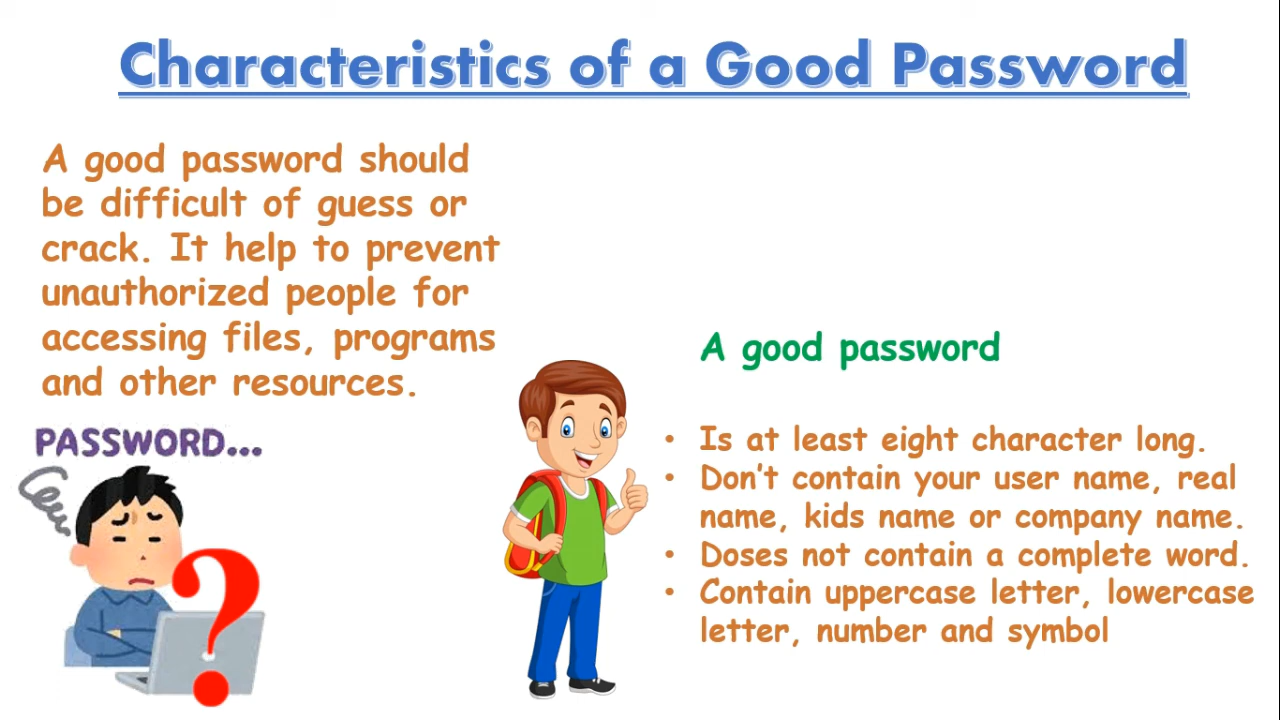 Characteristics of a Good Password
A good password should
be difficult of guess or
crack. It help to prevent
unauthorized people for
accessing files, programs
and other resources.
PASSWORD...
A good password
• Is at least eight character long.
• Don't contain your user name, real
name, kids name or company name.
• Doses not contain a complete word.
• Contain uppercase letter, lowercase
letter, number and symbol